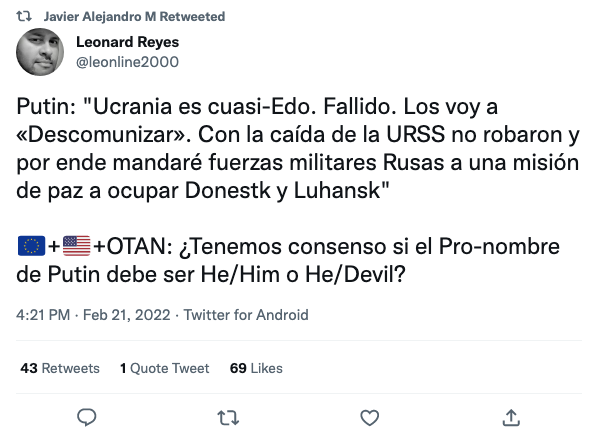 Javier Alejandro M Retweeted
Leonard Reyes
@leonline2000
Putin: "Ucrania es cuasi-Edo. Fallido. Los voy a
«Descomunizar». Con la caída de la URSS no robaron y
por ende mandaré fuerzas militares Rusas a una misión
de paz a ocupar Donestk y Luhansk"
🇪🇺+🇺🇸+OTAN: ¿Tenemos consenso si el Pro-nombre
de Putin debe ser He/Him o He/Devil?
4:21 PM · Feb 21, 2022 · Twitter for Android
43 Retweets 1 Quote Tweet 69 Likes